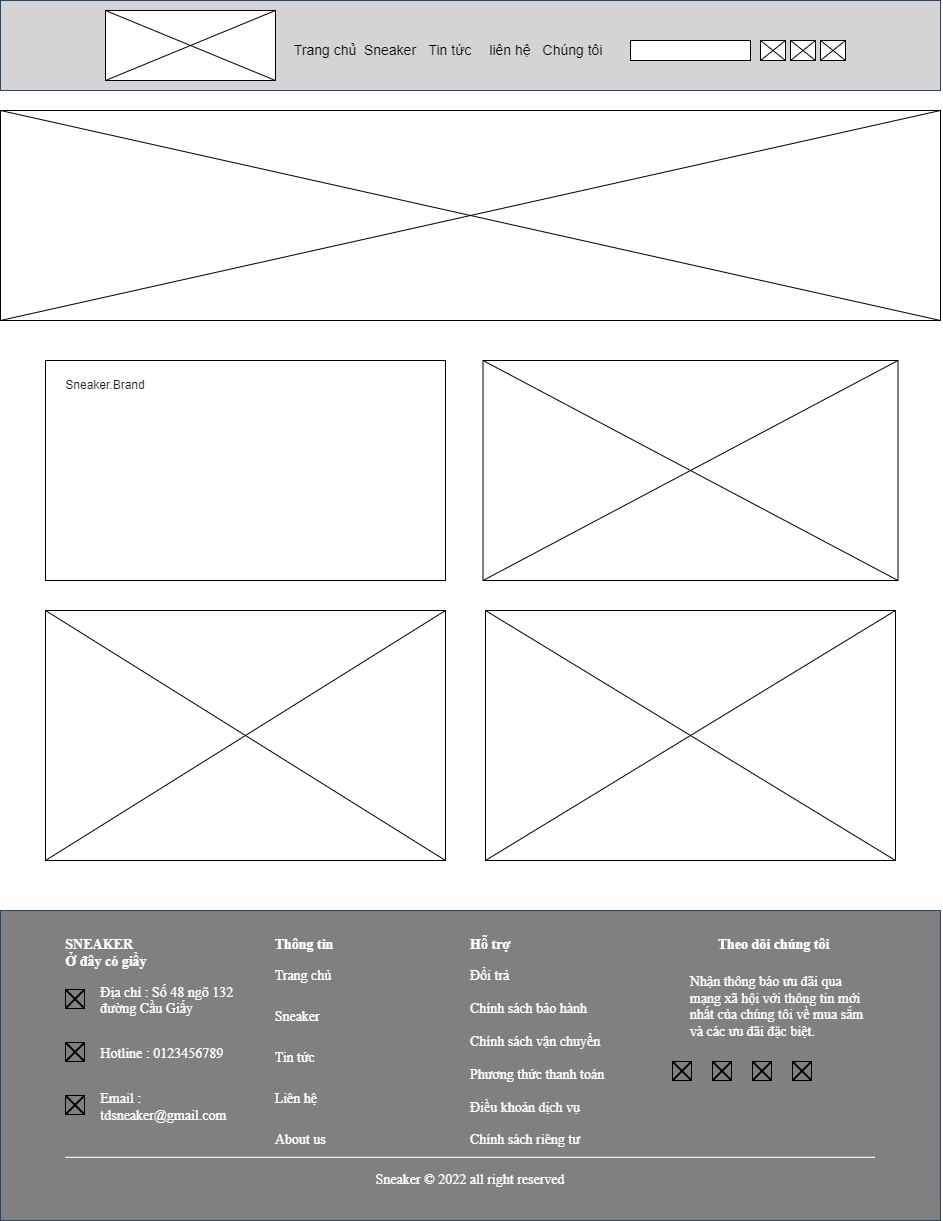 Trang chủ Sneaker Tin tức liên hệ Chúng tôi
Sneaker.Brand
SNEAKER
Ở đây có giầy
Địa chỉ : Số 48 ngõ 132
đường Cầu Giấy
Hotline : 0123456789
Email :
tdsneaker@gmail.com
Thông tin
Trang chủ
Sneaker
Tin tức
Liên hệ
About us
Hỗ trợ
Đổi trả
Chính sách bảo hành
Chính sách vận chuyển
Phương thức thanh toán
Điều khoản dịch vụ
Chính sách riêng tư
Theo dõi chúng tôi
Nhận thông báo ưu đãi qua
mạng xã hội với thông tin mới
nhất của chúng tôi về mua sắm
và các ưu đãi đặc biệt.
Sneaker © 2022 all right reserved